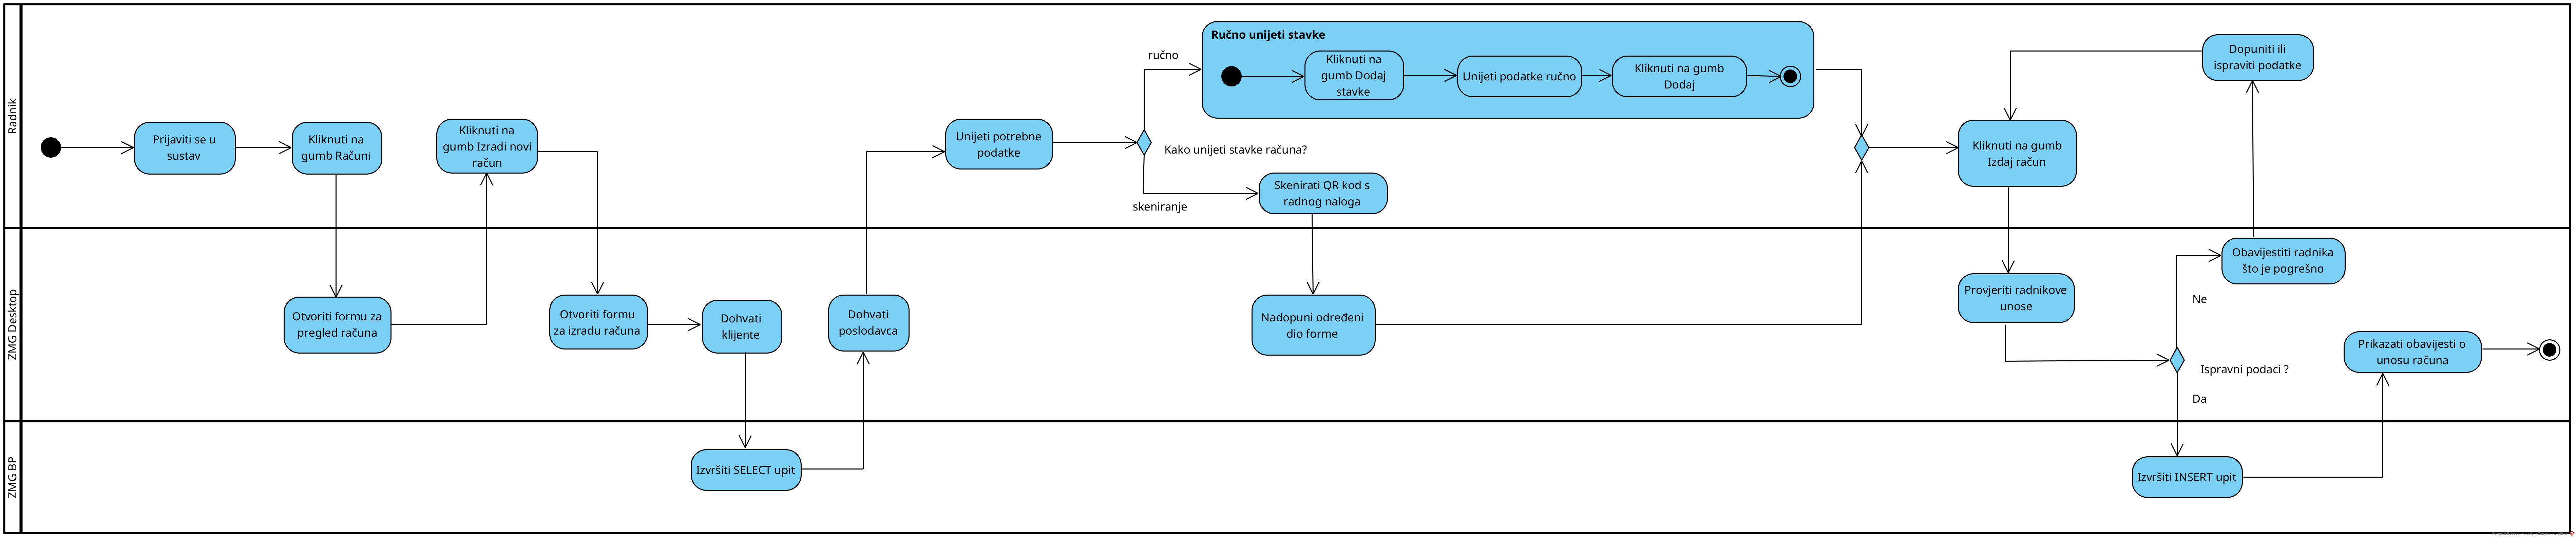 Radnik
Prijaviti se u
sustav
Kliknuti na
gumb Računi
Kliknuti na
gumb Izradi novi
račun
Unijeti potrebne
podatke
ručno
Kako unijeti stavke računa?
skeniranje
Ručno unijeti stavke
Kliknuti na
gumb Dodaj
stavke
Unijeti podatke ručno
Kliknuti na gumb
Dodaj
Skenirati QR kod s
radnog naloga
Kliknuti na gumb
Izdaj račun
Dopuniti ili
ispraviti podatke
ZMG Desktop
Otvoriti formu za
pregled računa
Otvoriti formu
za izradu računa
Dohvati
klijente
Dohvati
poslodavca
Nadopuni određeni
dio forme
Provjeriti radnikove
unose
Obavijestiti radnika
što je pogrešno
Ne
Ispravni podaci ?
Da
Prikazati obavijesti o
unosu računa
ZMG BP
Izvršiti SELECT upit
Izvršiti INSERT upit